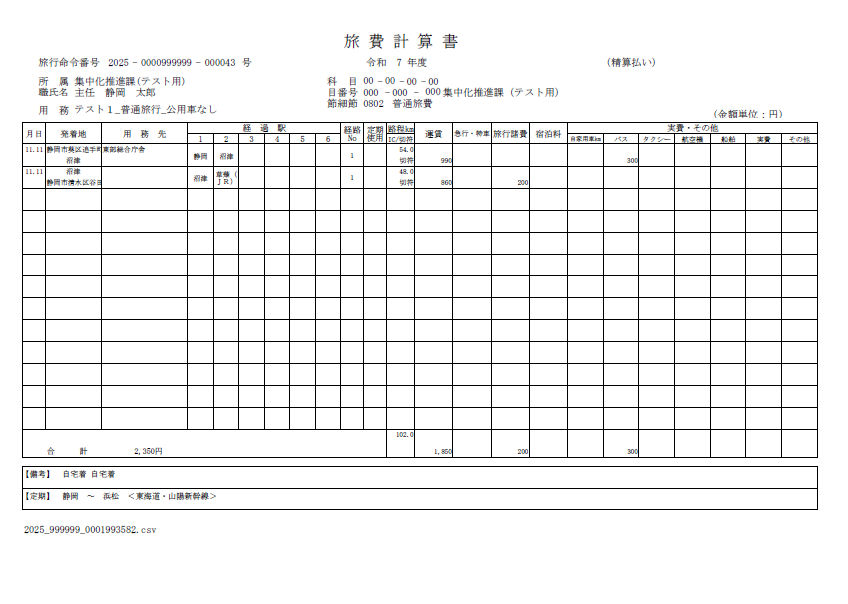 旅費計算書
旅行命令番号 2025 - 0000999999 - 000043 号 令和 7 年度 (精算払い)
所属 集中化推進課(テスト用) 科目 00 -00 -00 -00
職氏名 主任 静岡 太郎 目番号 000 -000 - 000 集中化推進課 (テスト用)
節細節 0802 普通旅費
用務 テスト1_普通旅行_公用車なし (金額単位:円)
月日 発着地 用務先 経過駅 経路No 定期使用 路程km 運賃 急行・特車 旅行諸費 宿泊料 実費・その他
1 2 3 4 5 6 IC/切符 自家用車km バス タクシー 航空機 船舶 実費 その他
11.11 静岡市葵区追手町 東部総合庁舎 静岡 沼津 1 54.0
沼津 切符 990 300
11.11 沼津 沼津 草薙(JR) 1 48.0
静岡市清水区谷田 切符 860 200
102.0
合計 2,350円 1,850 200 300
【備考】 自宅着 自宅着
【定期】 静岡 ~ 浜松 <東海道・山陽新幹線>
2025_999999_0001993582.csv